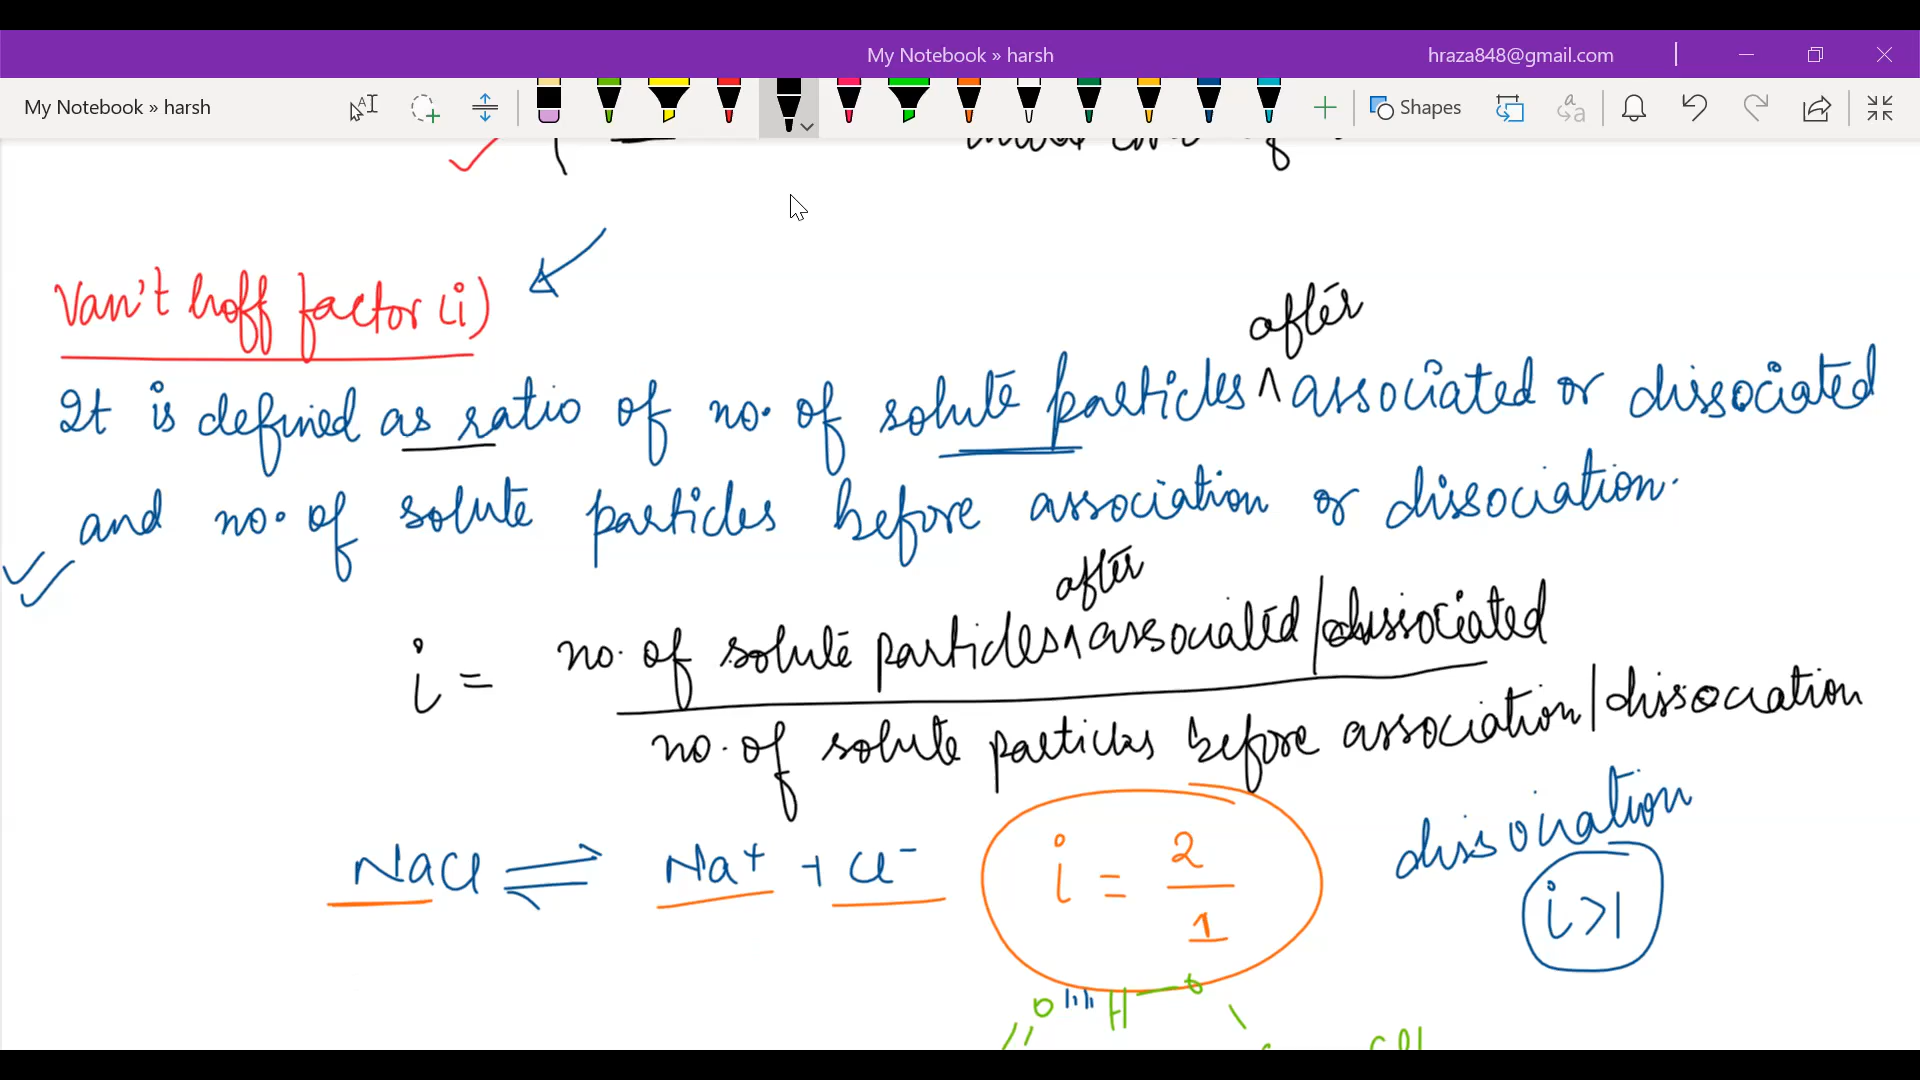 My Notebook » harsh
hraza848@gmail.com
My Notebook » harsh
Shapes
Van't hoff factor (i)
after
It is defined as ratio of no. of solute particles ^ associated or dissociated
and no. of solute particles before association or dissociation.
after
i = no. of solute particles ^ associated / dissociated
no. of solute particles before association / dissociation
dissociation
NaCl ⇌ Na+ + Cl- i = 2
1
i > 1
O H